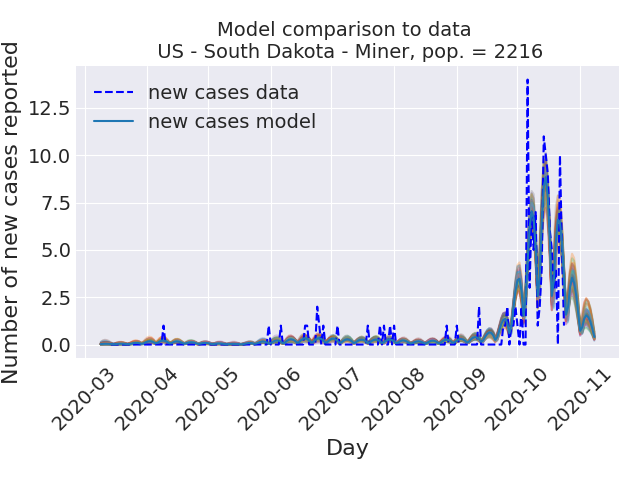 Model comparison to data
US - South Dakota - Miner, pop. = 2216
new cases data
new cases model
Number of new cases reported
12.5
10.0
7.5
5.0
2.5
0.0
2020-03
2020-04
2020-05
2020-06
2020-07
2020-08
2020-09
2020-10
2020-11
Day